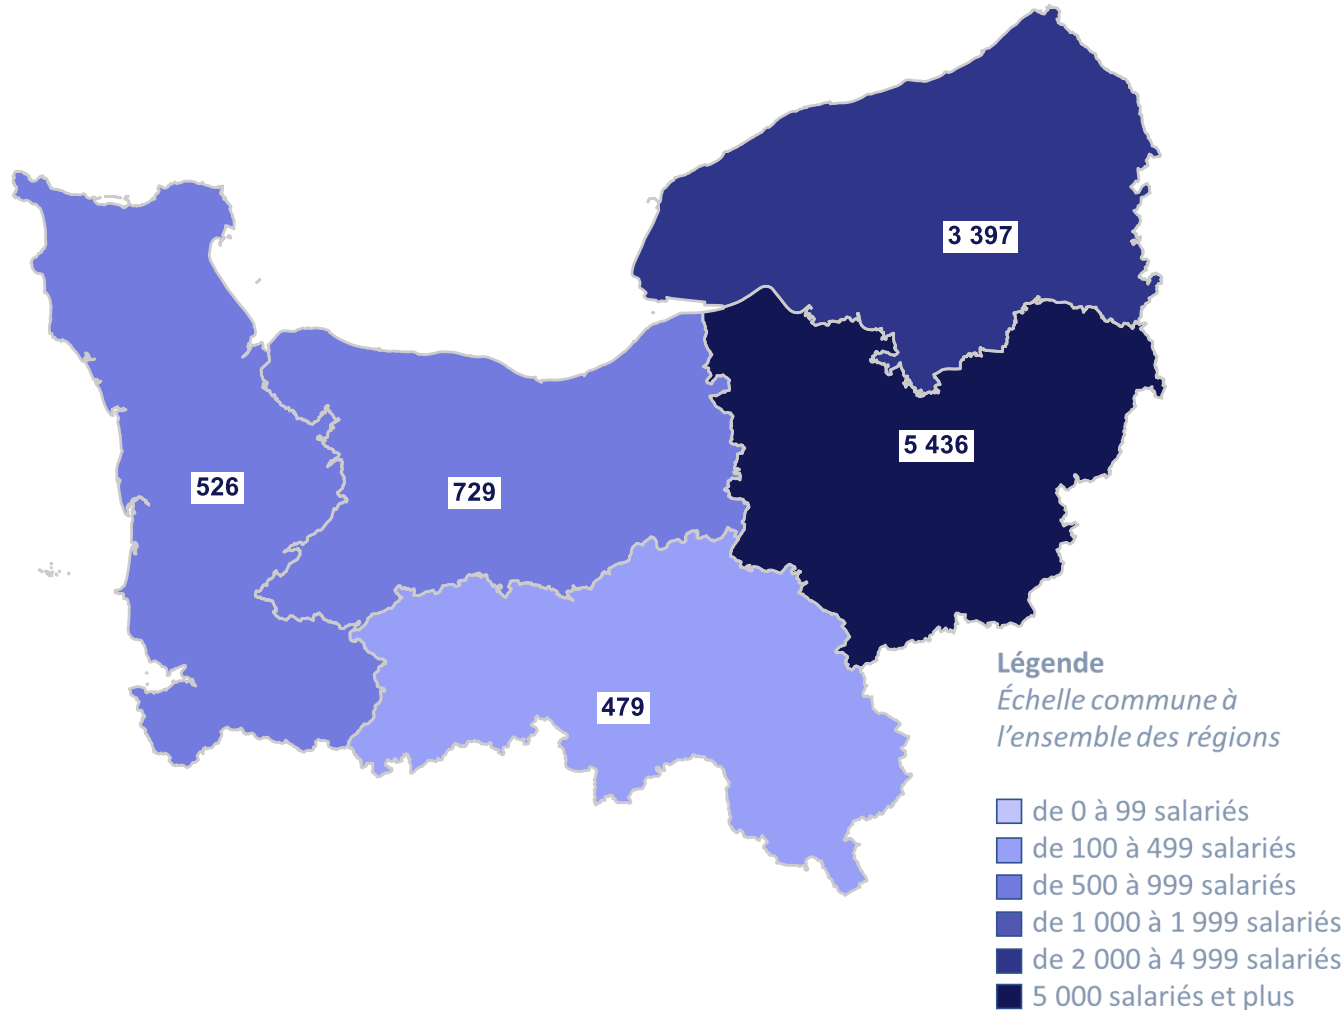 3 397
5 436
526
729
479
Légende
Échelle commune à
l'ensemble des régions
de 0 à 99 salariés
de 100 à 499 salariés
de 500 à 999 salariés
de 1 000 à 1 999 salariés
de 2 000 à 4 999 salariés
5 000 salariés et plus